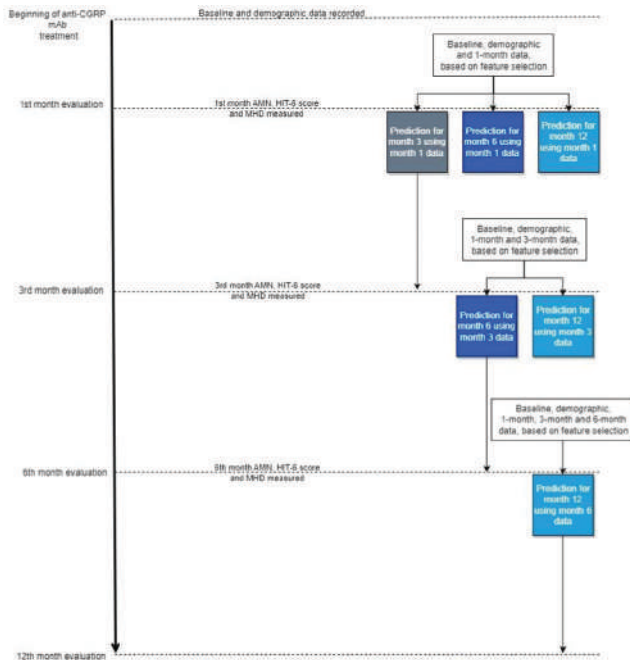 Beginning of anti-CGRP
mAb
treatment
Baseline and demographic data recorded
Baseline, demographic
and 1-month data,
based on feature selection
1st month evaluation
1st month AMN, HIT-6 score
and MHD measured
Prediction for
month 3 using
month 1 data
Prediction for
month 6 using
month 1 data
Prediction for
month 12 using
month 1 data
Baseline, demographic,
1-month and 3-month data,
based on feature selection
3rd month evaluation
3rd month AMN, HIT-6 score
and MHD measured
Prediction for
month 6 using
month 3 data
Prediction for
month 12 using
month 3 data
Baseline, demographic,
1-month, 3-month and 6-month
data, based on feature selection
6th month evaluation
6th month AMN, HIT-6 score
and MHD measured
Prediction for
month 12
using month 6
data
12th month evaluation